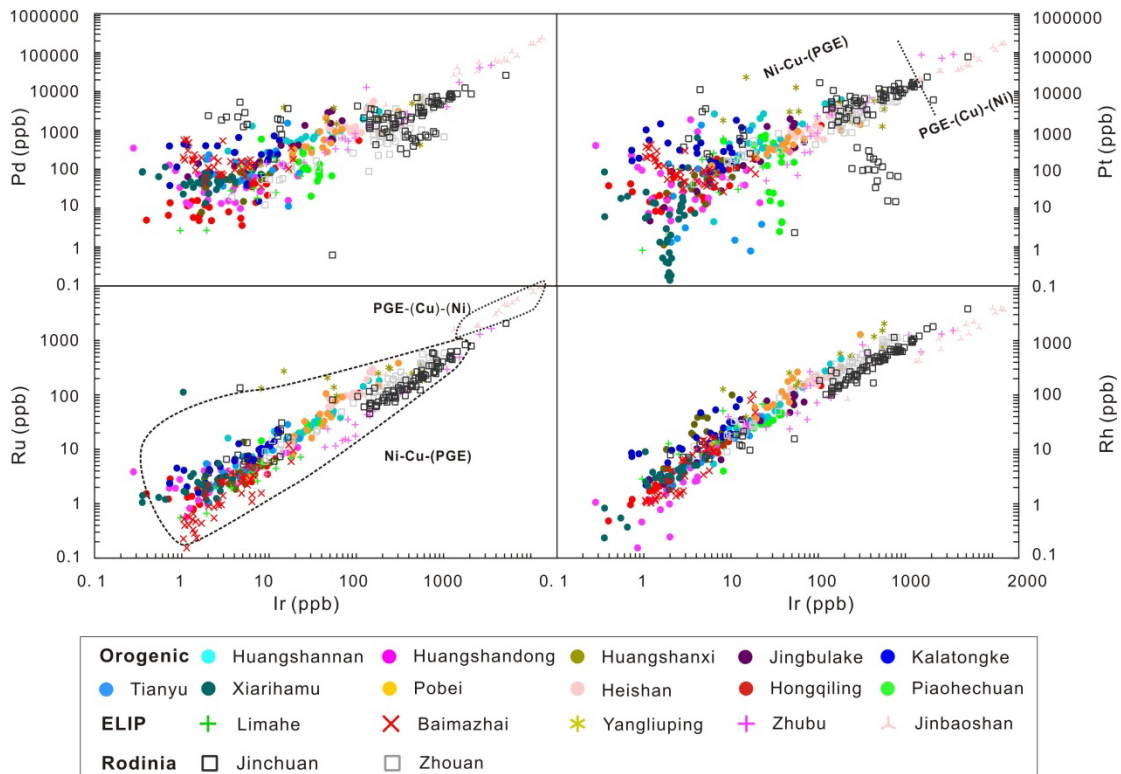 1000000
100000
10000
1000
100
10
1
0.1
Pd (ppb)
Ni-Cu-(PGE)
PGE-(Cu)-(Ni)
1000000
100000
10000
1000
100
10
1
0.1
Pt (ppb)
1000
100
10
1
0.1
Ru (ppb)
PGE-(Cu)-(Ni)
Ni-Cu-(PGE)
1000
100
10
1
0.1
Rh (ppb)
0.1 1 10 100 1000 0.1 1 10 100 1000 2000
Ir (ppb) Ir (ppb)
Orogenic Huangshannan Huangshandong Huangshanxi Jingbulake Kalatongke
Tianyu Xiarihamu Pobei Heishan Hongqiling Piaohechuan
ELIP Limahe Baimazhai Yangliuping Zhubu Jinbaoshan
Rodinia Jinchuan Zhouan